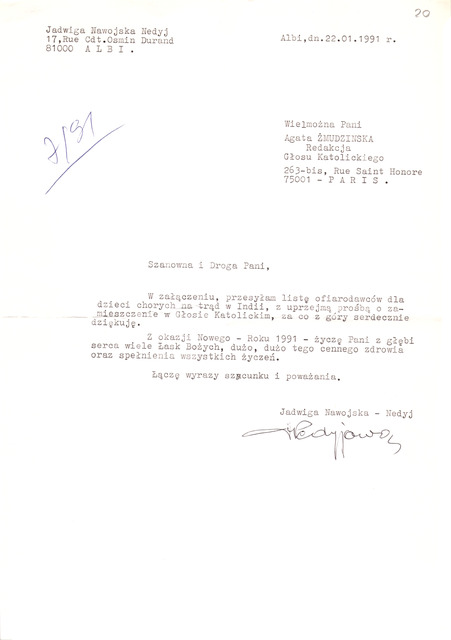 20
Jadwiga Nawojska Nedyj
17,Rue Cdt.Osmin Durand
81000 A L B I .
Albi,dn.22.01.1991 r.
7/91
Wielmożna Pani
Agata ŻMUDZINSKA
Redakcja
Głosu Katolickiego
263-bis, Rue Saint Honore
75001 - P A R I S .
Szanowna i Droga Pani,
W załączeniu, przesyłam listę ofiarodawców dla
dzieci chorych na trąd w Indii, z uprzejmą prośbą o za-
mieszczenie w Głosie Katolickim, za co z góry serdecznie
dziękuję.
Z okazji Nowego - Roku 1991 - życzę Pani z głębi
serca wiele Łask Bożych, dużo, dużo tego cennego zdrowia
oraz spełnienia wszystkich życzeń.
Łączę wyrazy szacunku i poważania.
Jadwiga Nawojska - Nedyj